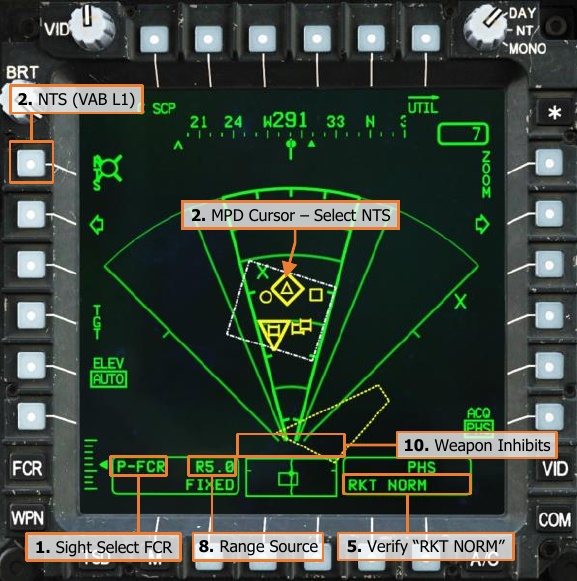 VID
DAY
NT
MONO
BRT
2. NTS (VAB L1)
SCP
UTIL
21 24 W291 33 N 3
7
*
NTS
ZOOM
2. MPD Cursor – Select NTS
X
X
TGT
ELEV
AUTO
ACQ
PHS
10. Weapon Inhibits
FCR
P-FCR
R5.0
FIXED
PHS
RKT NORM
VID
WPN
COM
1. Sight Select FCR
8. Range Source
5. Verify “RKT NORM”
TSD
M
A/C